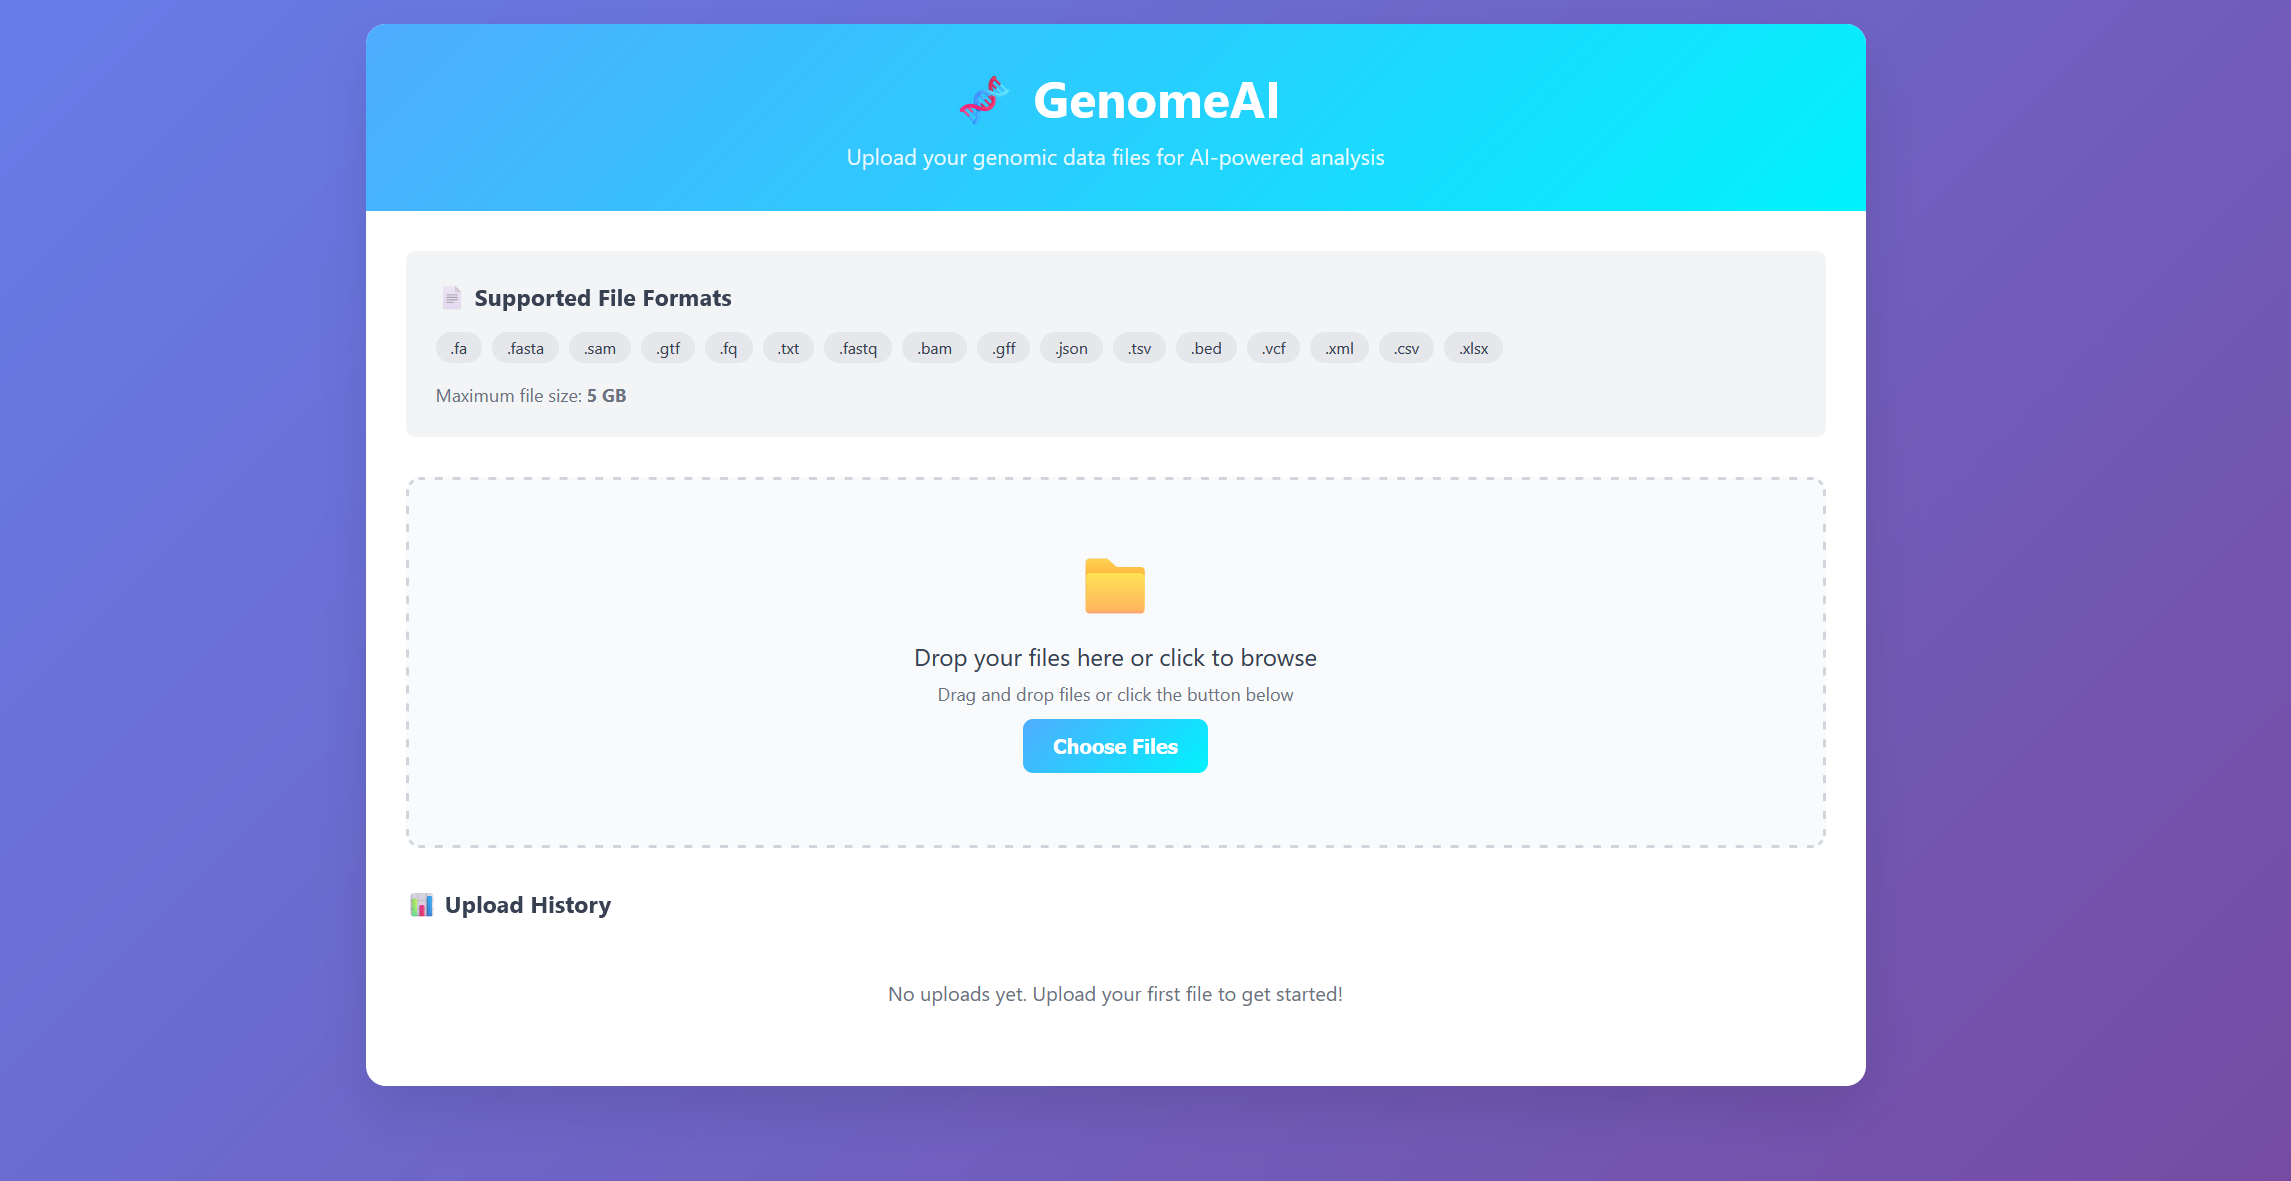 GenomeAI
Upload your genomic data files for AI-powered analysis
Supported File Formats
.fa .fasta .sam .gtf .fq .txt .fastq .bam .gff .json .tsv .bed .vcf .xml .csv .xlsx
Maximum file size: 5 GB
Drop your files here or click to browse
Drag and drop files or click the button below
Choose Files
Upload History
No uploads yet. Upload your first file to get started!